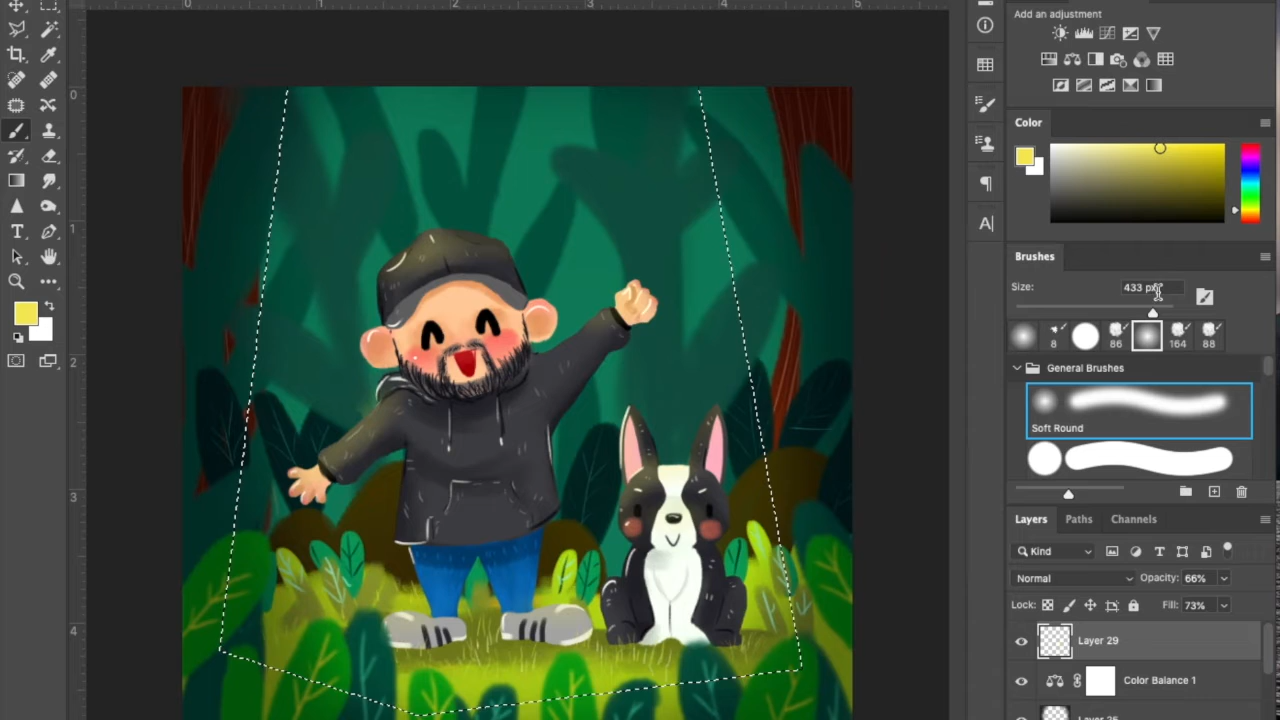 0 1 2 3 4 5
0
1
2
3
4
Add an adjustment
Color
Brushes
Size: 433 px
8 86 164 88
General Brushes
Soft Round
Layers Paths Channels
Kind
Normal Opacity: 66%
Lock: Fill: 73%
Layer 29
Color Balance 1